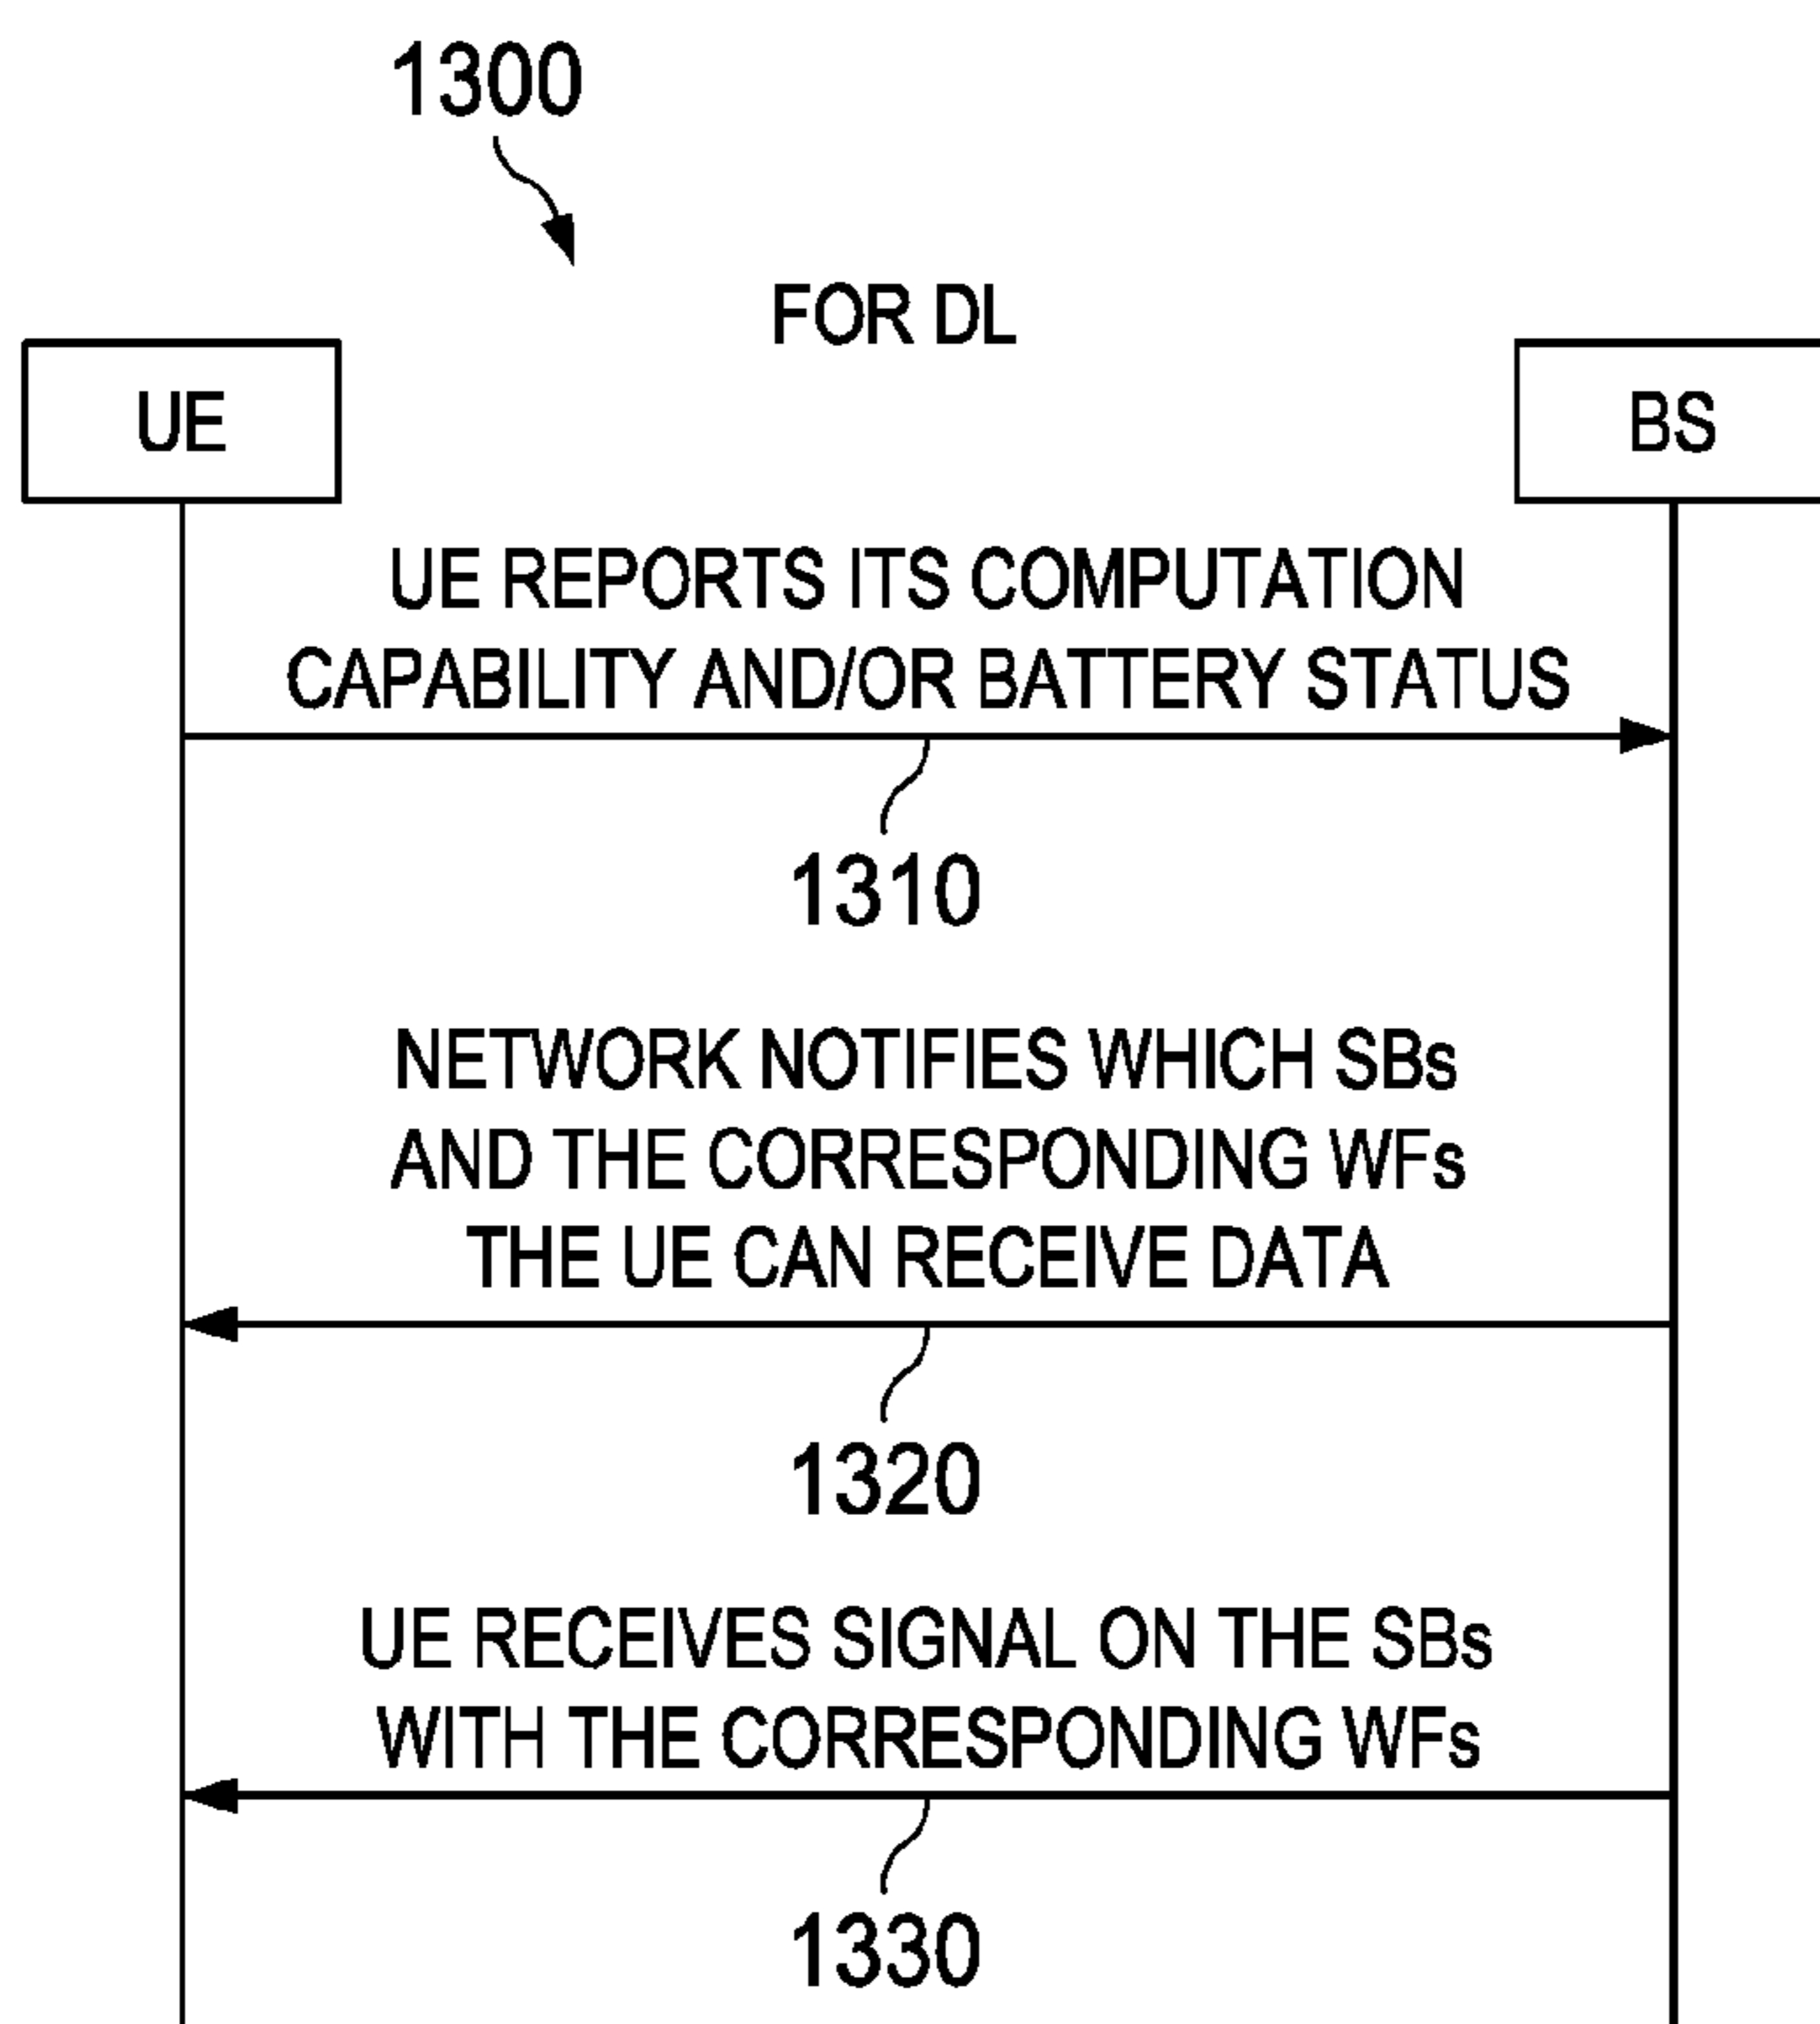 1300
FOR DL
UE
BS
UE REPORTS ITS COMPUTATION
CAPABILITY AND/OR BATTERY STATUS
1310
NETWORK NOTIFIES WHICH SBs
AND THE CORRESPONDING WFs
THE UE CAN RECEIVE DATA
1320
UE RECEIVES SIGNAL ON THE SBs
WITH THE CORRESPONDING WFs
1330